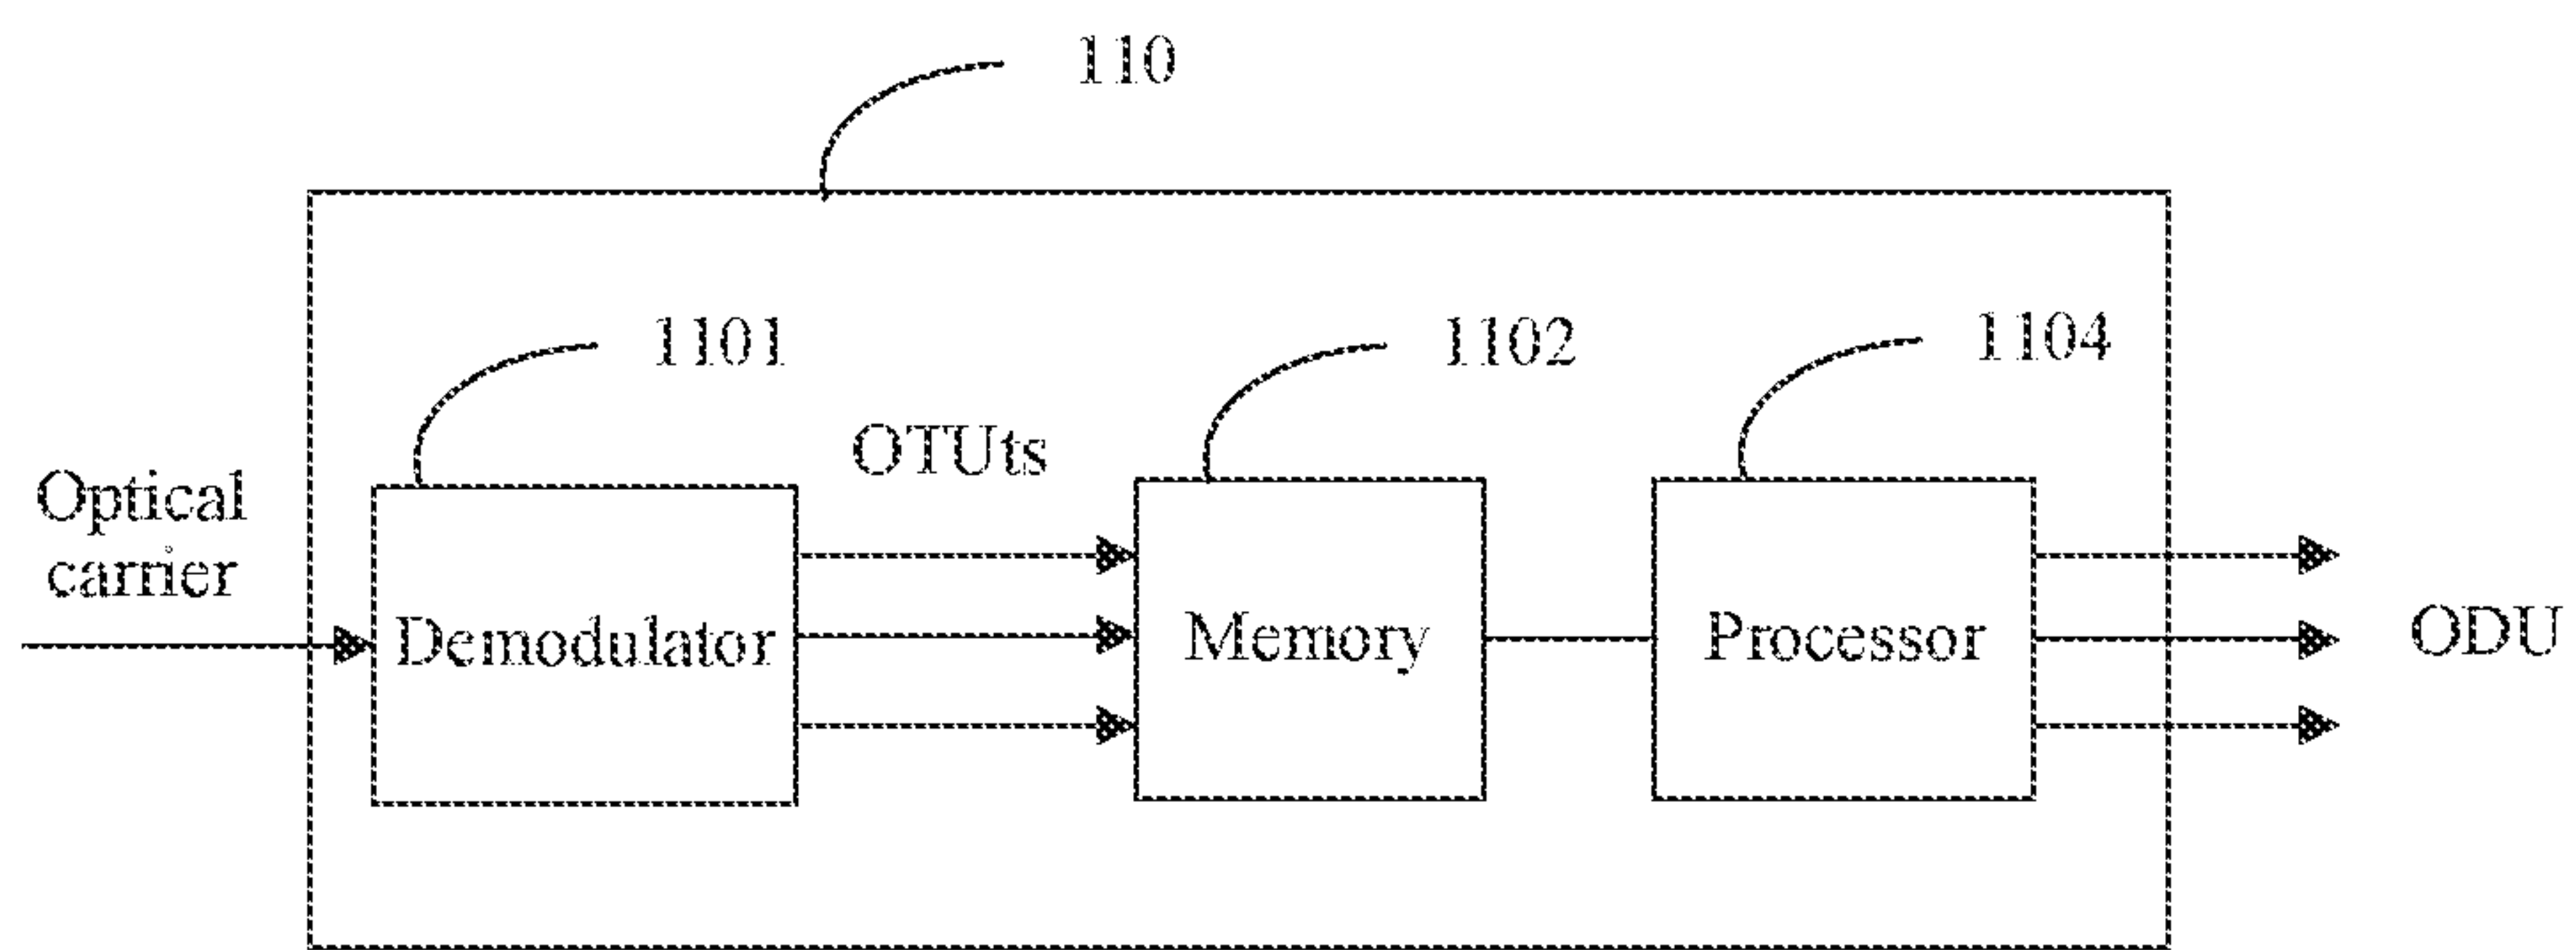 110
1101
1102
1104
OTUts
Optical
carrier
Demodulator
Memory
Processor
ODU